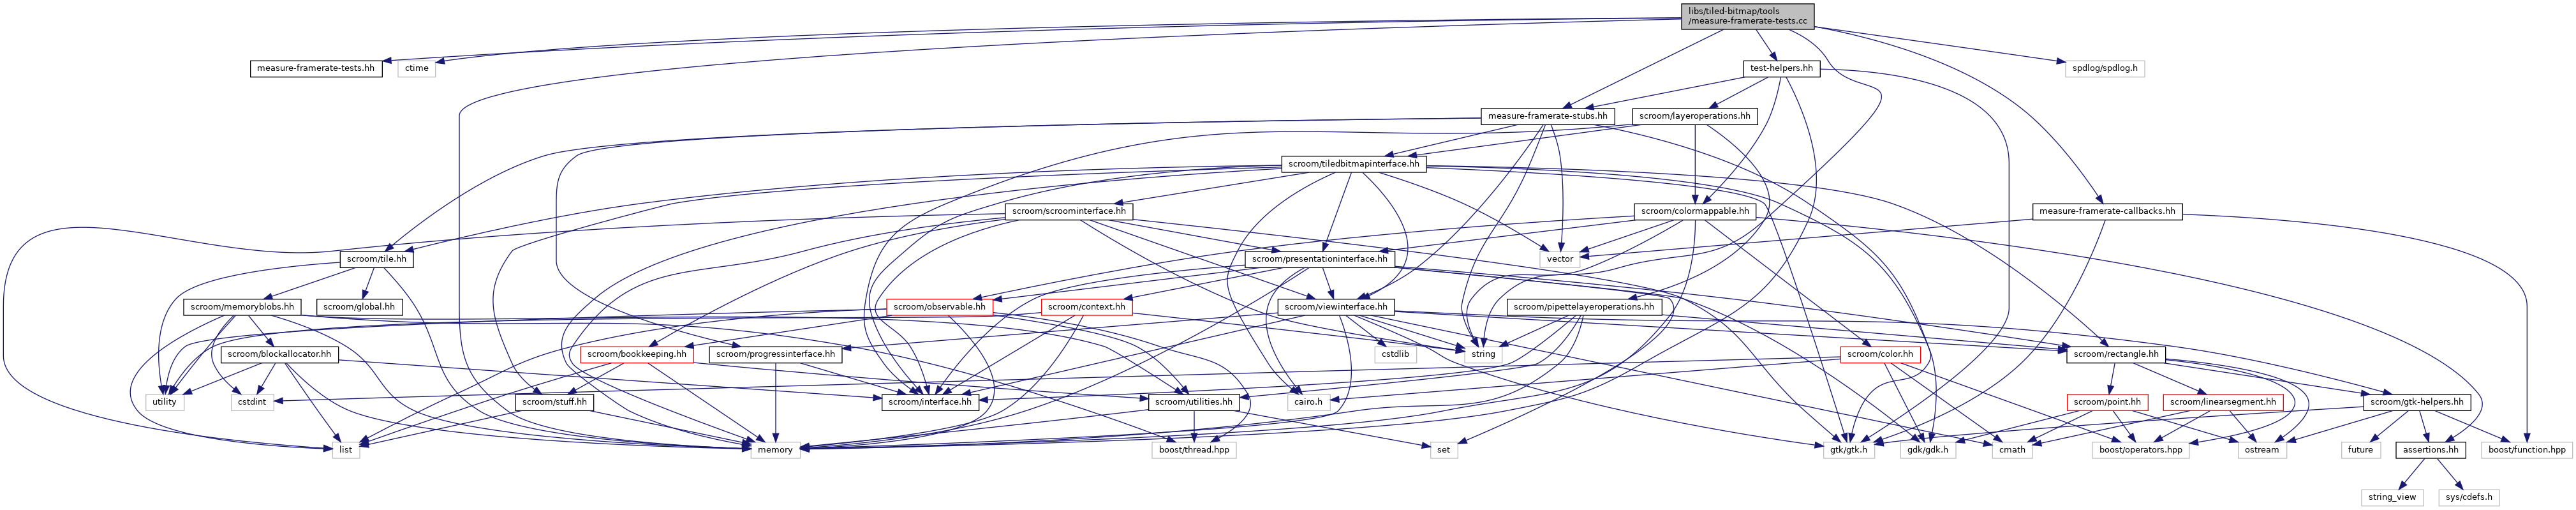 libs/tiled-bitmap/tools
/measure-framerate-tests.cc
measure-framerate-tests.hh
ctime
test-helpers.hh
spdlog/spdlog.h
measure-framerate-stubs.hh
scroom/layeroperations.hh
scroom/tiledbitmapinterface.hh
scroom/scroominterface.hh
scroom/colormappable.hh
measure-framerate-callbacks.hh
scroom/tile.hh
scroom/presentationinterface.hh
vector
scroom/memoryblobs.hh
scroom/global.hh
scroom/observable.hh
scroom/context.hh
scroom/viewinterface.hh
scroom/pipettelayeroperations.hh
scroom/blockallocator.hh
scroom/bookkeeping.hh
scroom/progressinterface.hh
cstdlib
string
scroom/color.hh
scroom/rectangle.hh
utility
cstdint
scroom/stuff.hh
scroom/interface.hh
scroom/utilities.hh
cairo.h
scroom/point.hh
scroom/linearsegment.hh
scroom/gtk-helpers.hh
list
memory
boost/thread.hpp
set
gtk/gtk.h
gdk/gdk.h
cmath
boost/operators.hpp
ostream
future
assertions.hh
boost/function.hpp
string_view
sys/cdefs.h